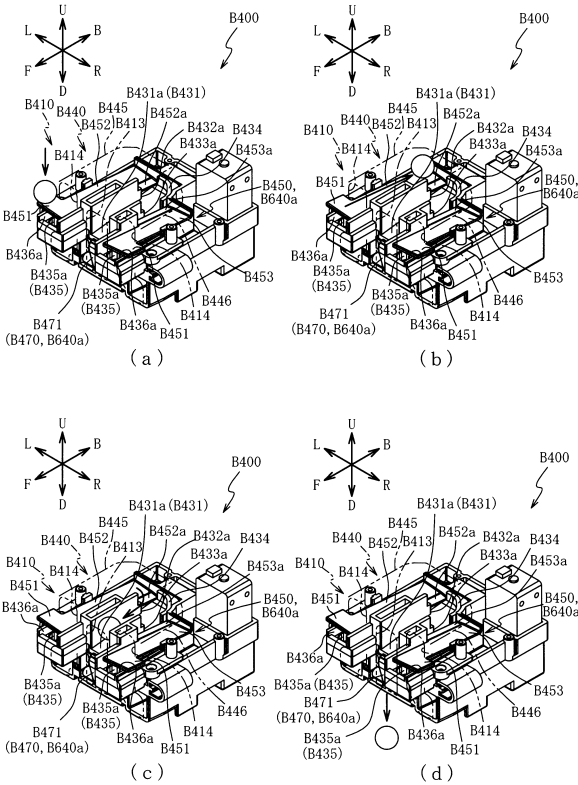 U
L B
F R
D
B400
B431a (B431)
B445
B440 B452a
B410 B452 B413 B432a
B414 B433a B434
B453a
B451 B450,
B640a
B436a
B435a
(B435)
B453
B435a
(B435)
B446
B471 B436a B414
(B470, B640a) B451
(a)
U
L B
F R
D
B400
B431a (B431)
B445
B440 B452a
B410 B452 B413 B432a
B414 B434
B433a
B451 B453a
B450,
B640a
B436a
B435a
(B435)
B453
B435a
(B435)
B446
B471 B436a B414
(B470, B640a) B451
(b)
U
L B
F R
D
B400
B431a (B431)
B445
B440 B452a
B452 B413 B432a
B410 B434
B414 B433a
B451 B453a
B436a B450,
B640a
B435a
(B435)
B453
B435a
(B435)
B446
B471 B436a B414
(B470, B640a) B451
(c)
U
L B
F R
D
B400
B431a (B431)
B445
B440 B452a
B452 B413 B432a B434
B410 B433a
B414 B453a
B451
B450,
B640a
B436a
B435a (B435)
B453
B471
(B470, B640a)
B446
B435a
(B435) B436a B414
B451
(d)